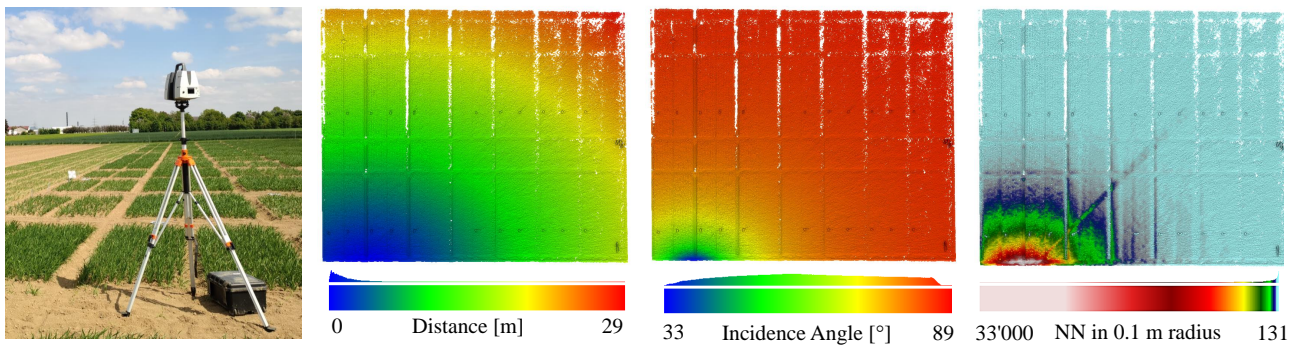 0 Distance [m] 29
33 Incidence Angle [°] 89
33'000 NN in 0.1 m radius 131